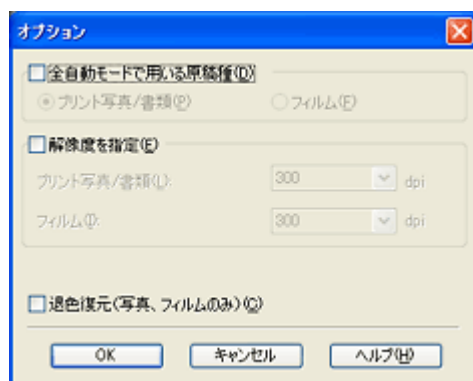 オプション
全自動モードで用いる原稿種(D)
プリント写真/書類(P) フィルム(F)
解像度を指定(E)
プリント写真/書類(L): 300 dpi
フィルム(I): 300 dpi
退色復元(写真、フィルムのみ)(C)
OK キャンセル ヘルプ(H)